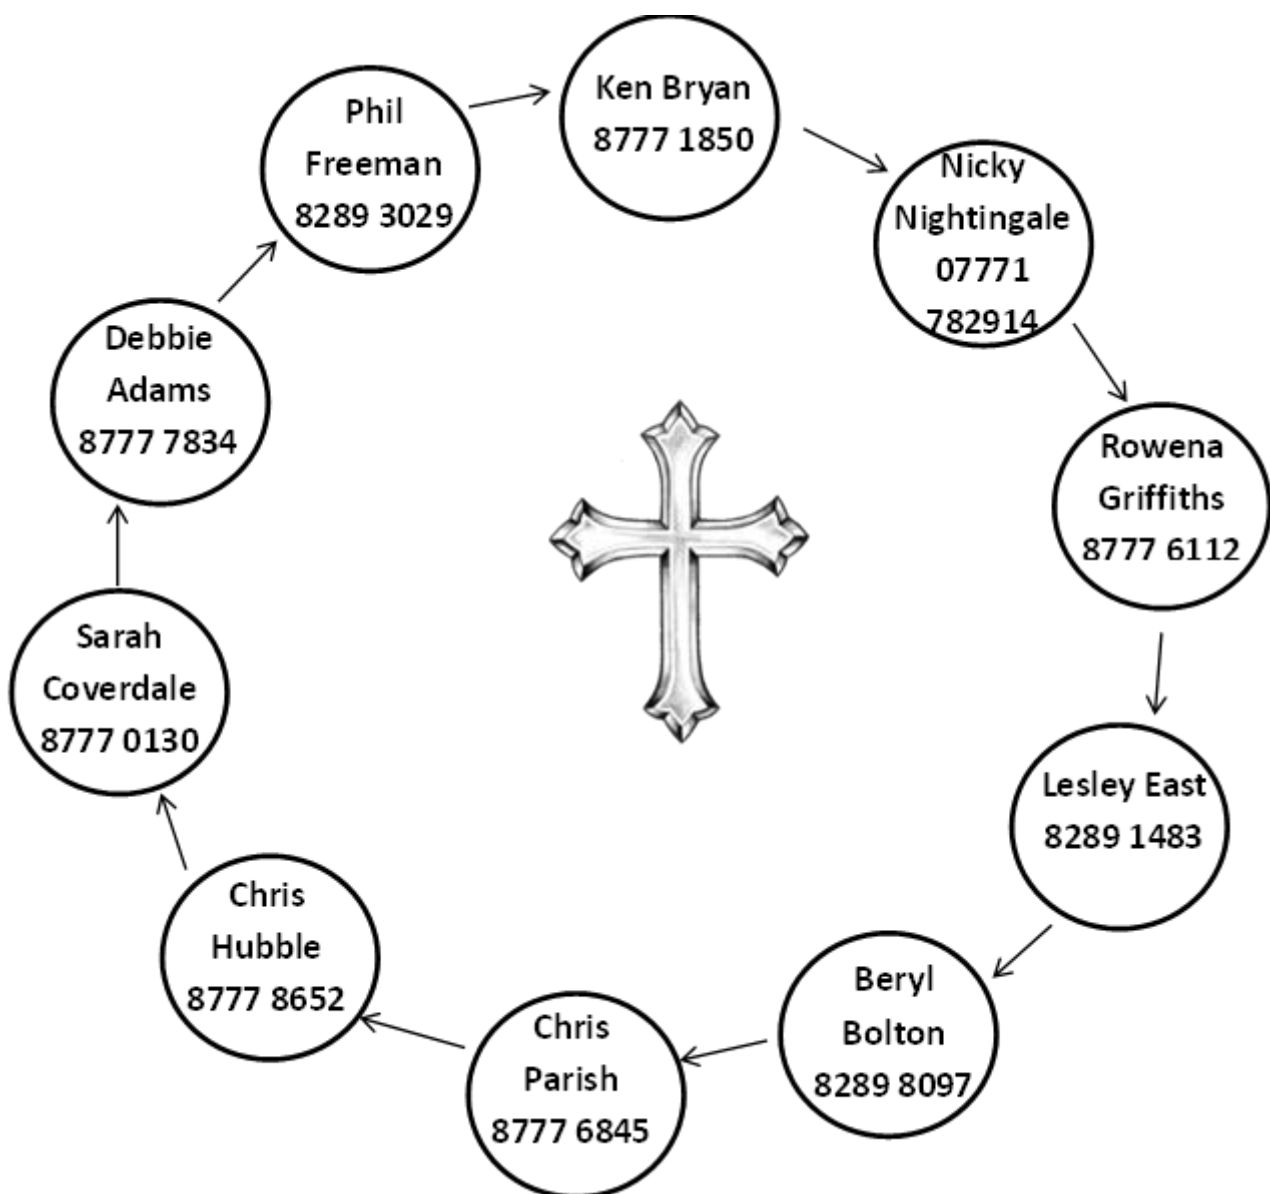 Ken Bryan
8777 1850
Nicky
Nightingale
07771
782914
Rowena
Griffiths
8777 6112
Lesley East
8289 1483
Beryl
Bolton
8289 8097
Chris
Parish
8777 6845
Chris
Hubble
8777 8652
Sarah
Coverdale
8777 0130
Debbie
Adams
8777 7834
Phil
Freeman
8289 3029